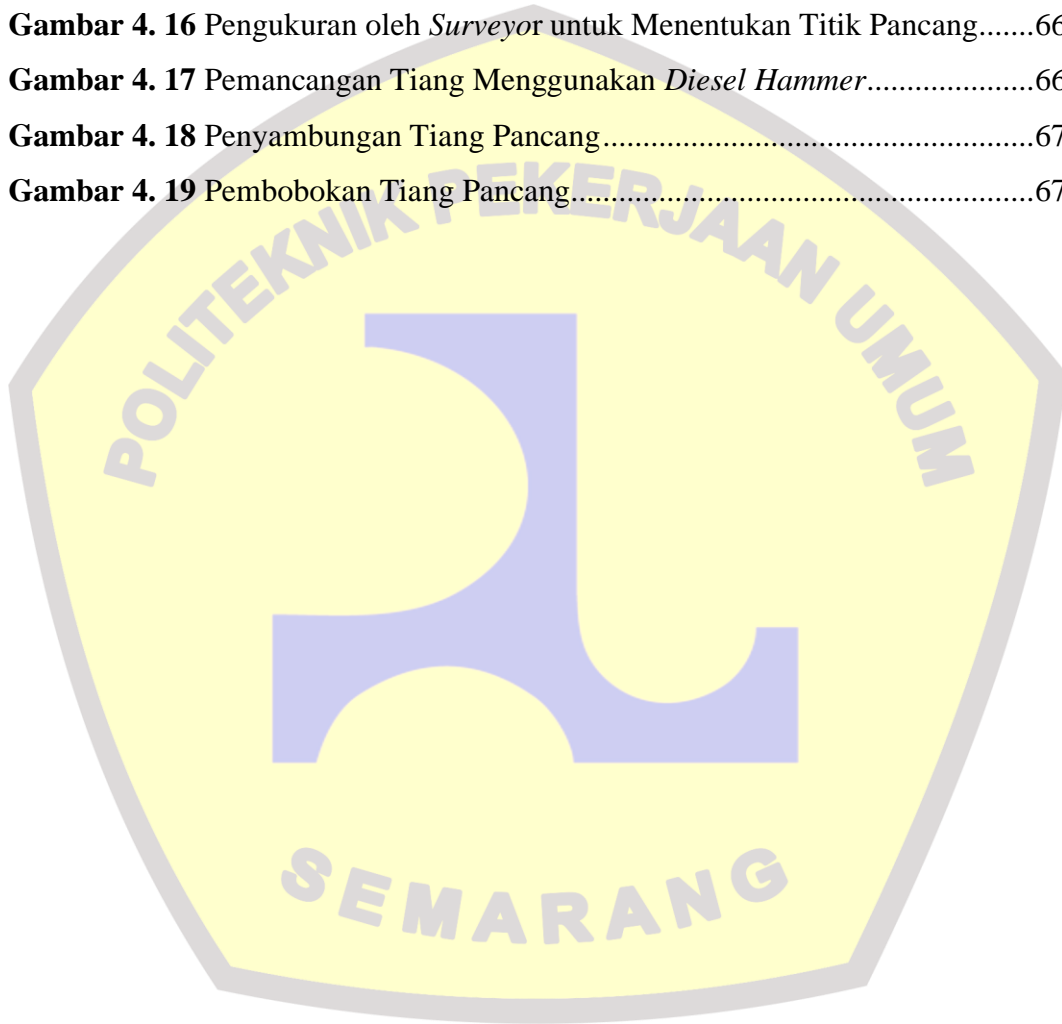 Gambar 4. 16 Pengukuran oleh Surveyor untuk Menentukan Titik Pancang.......66
Gambar 4. 17 Pemancangan Tiang Menggunakan Diesel Hammer....................66
Gambar 4. 18 Penyambungan Tiang Pancang....................................................67
Gambar 4. 19 Pembobokan Tiang Pancang.........................................................67
POLITEKNIK PEKERJAAN UMUM
SEMARANG